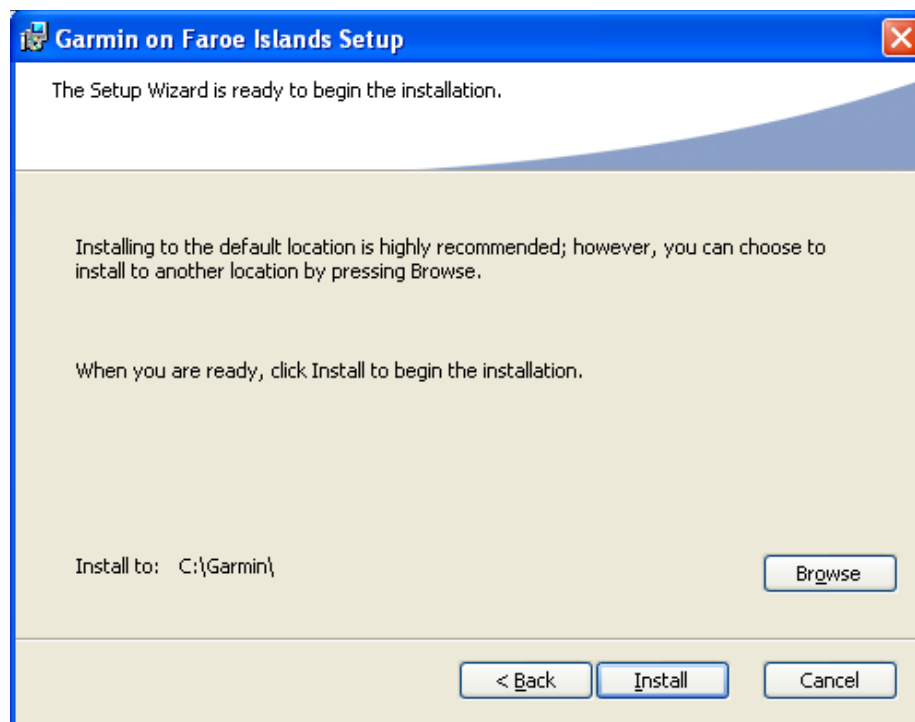 Garmin on Faroe Islands Setup
The Setup Wizard is ready to begin the installation.
Installing to the default location is highly recommended; however, you can choose to
install to another location by pressing Browse.
When you are ready, click Install to begin the installation.
Install to: C:\Garmin\
Browse
< Back
Install
Cancel